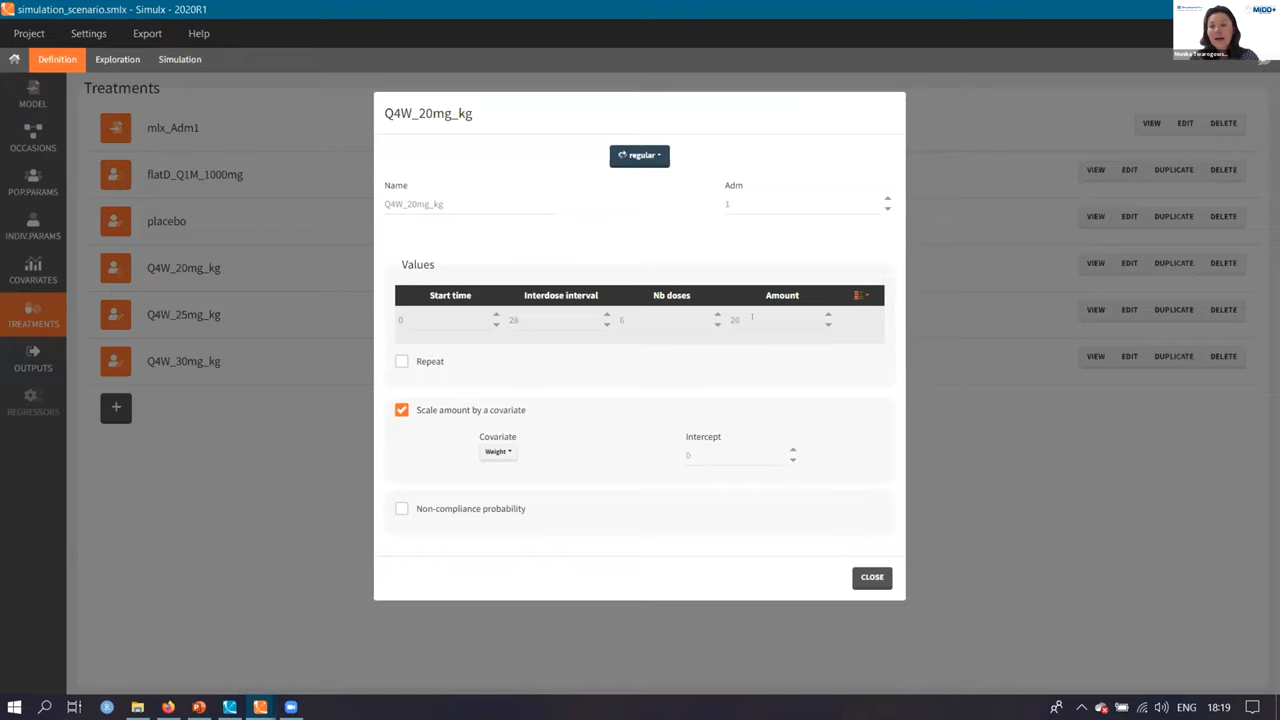 simulation_scenario.smlx - Simulx - 2020R1
MIDD+
Project Settings Export Help
Monika Twarogows...
Definition Exploration Simulation
Treatments
MODEL
OCCASIONS
POP.PARAMS
INDIV.PARAMS
COVARIATES
TREATMENTS
OUTPUTS
REGRESSORS
mlx_Adm1
VIEW EDIT DELETE
flatD_Q1M_1000mg
VIEW EDIT DUPLICATE DELETE
placebo
VIEW EDIT DUPLICATE DELETE
Q4W_20mg_kg
VIEW EDIT DUPLICATE DELETE
Q4W_25mg_kg
VIEW EDIT DUPLICATE DELETE
Q4W_30mg_kg
VIEW EDIT DUPLICATE DELETE
+
Q4W_20mg_kg
regular
Name Adm
Q4W_20mg_kg 1
Values
Start time Interdose interval Nb doses Amount
0 28 6 20
Repeat
Scale amount by a covariate
Covariate Intercept
Weight 0
Non-compliance probability
CLOSE
ENG 18:19